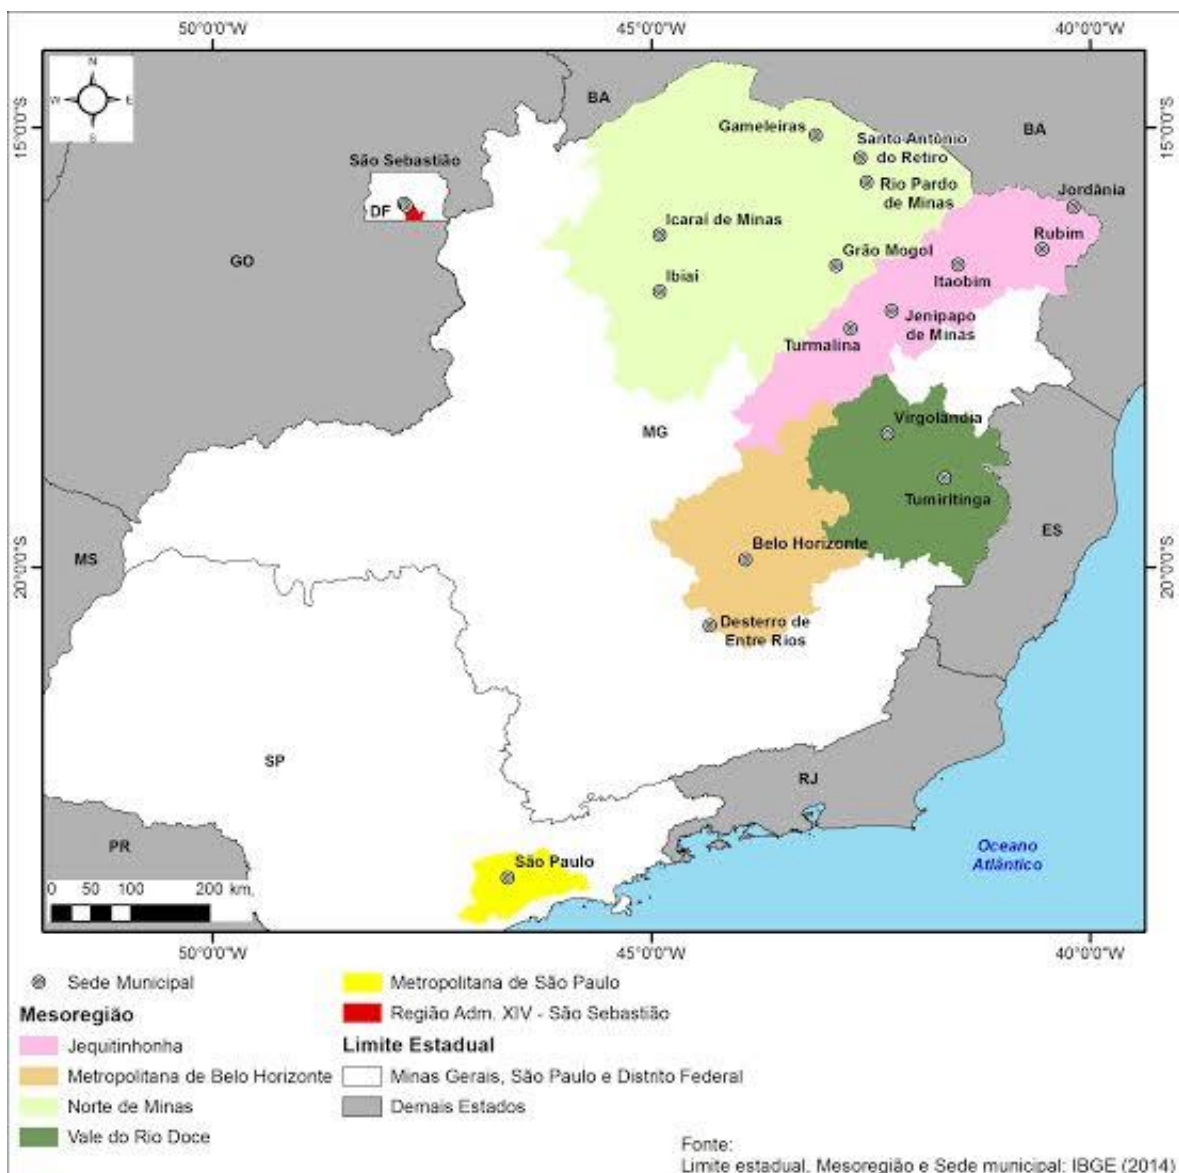 50°0'0"W 45°0'0"W 40°0'0"W
N
W E
S
15°0'0"S
15°0'0"S
BA
BA
Gameleiras
Santo Antônio
do Retiro
São Sebastião
Rio Pardo
de Minas
Jordânia
DF
Icaraí de Minas
Rubim
GO
Grão Mogol
Ibiaí
Itaobim
Jenipapo
de Minas
Turmalina
Virgolândia
MG
Tumiritinga
ES
MS
Belo Horizonte
20°0'0"S
20°0'0"S
Desterro de
Entre Rios
SP
RJ
PR
Oceano
Atlântico
São Paulo
0 50 100 200 km,
50°0'0"W 45°0'0"W 40°0'0"W
Sede Municipal
Mesoregião
Jequitinhonha
Metropolitana de Belo Horizonte
Norte de Minas
Vale do Rio Doce
Metropolitana de São Paulo
Região Adm. XIV - São Sebastião
Limite Estadual
Minas Gerais, São Paulo e Distrito Federal
Demais Estados
Fonte:
Limite estadual, Mesoregião e Sede municipal: IBGE (2014)